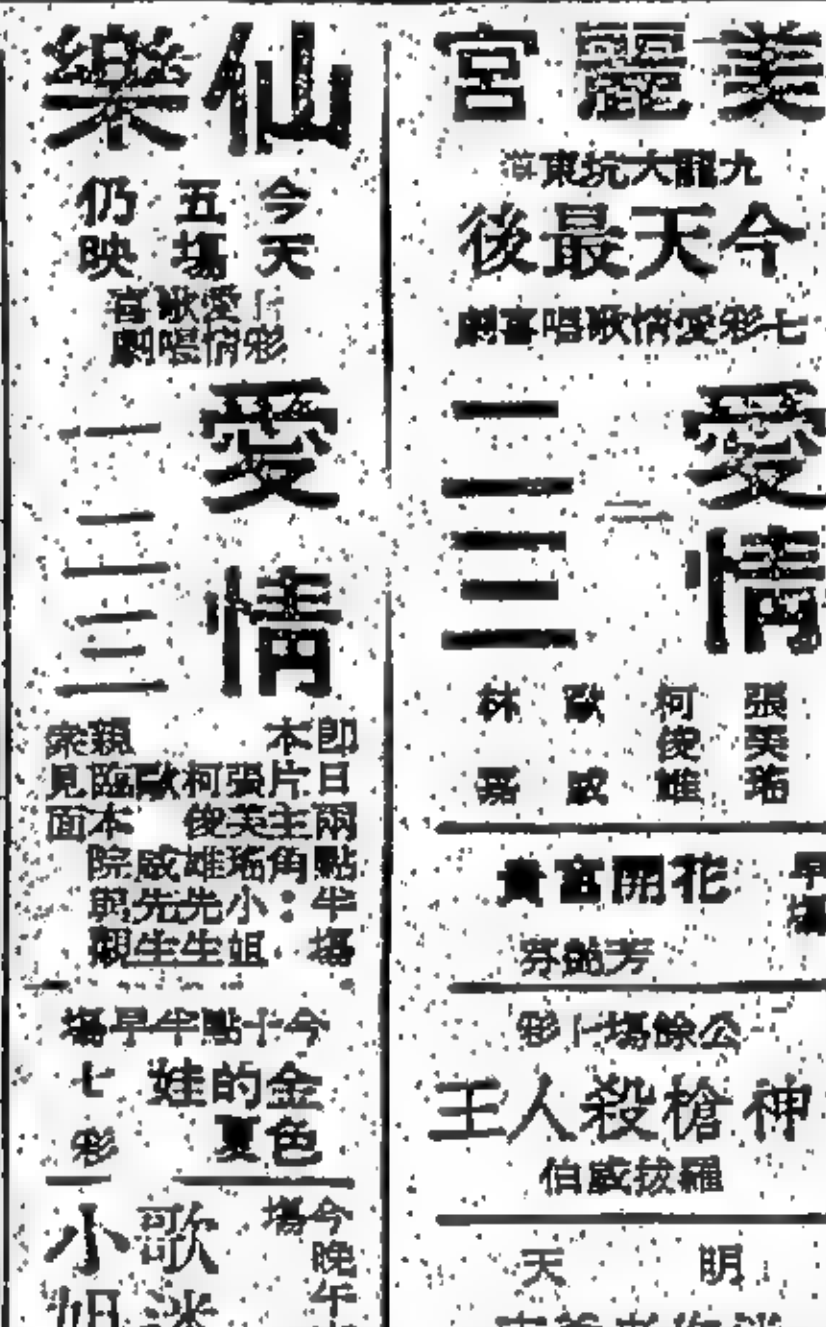 美麗宮
九龍大坑東道
今天最後
七彩愛情歌唱喜劇
愛情
一二三
張美瑤
柯俊雄
歐威
林嘉
早場
花開富貴
芳艷芬
公餘場七彩
神槍殺人王
羅拔威伯
明天
仙樂
今天
五場
仍映
七彩
愛情
歌唱
喜劇
愛情
一二三
即日兩點半場
本片主角：
張美瑤小姐
柯俊雄先生
歐威先生
親臨本院與觀
眾見面
今十點半早場
金色
的夏
娃
七彩
今晚午
場
歌迷
小姐